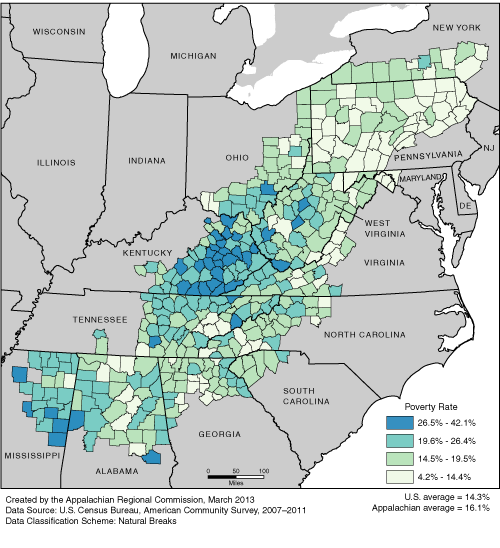 WISCONSIN
NEW YORK
MICHIGAN
ILLINOIS
INDIANA
OHIO
PENNSYLVANIA
NJ
MARYLAND
DE
WEST
VIRGINIA
KENTUCKY
VIRGINIA
TENNESSEE
NORTH CAROLINA
SOUTH
CAROLINA
GEORGIA
MISSISSIPPI
ALABAMA
0 50 100
Miles
Poverty Rate
26.5% - 42.1%
19.6% - 26.4%
14.5% - 19.5%
4.2% - 14.4%
U.S. average = 14.3%
Appalachian average = 16.1%
Created by the Appalachian Regional Commission, March 2013
Data Source: U.S. Census Bureau, American Community Survey, 2007–2011
Data Classification Scheme: Natural Breaks